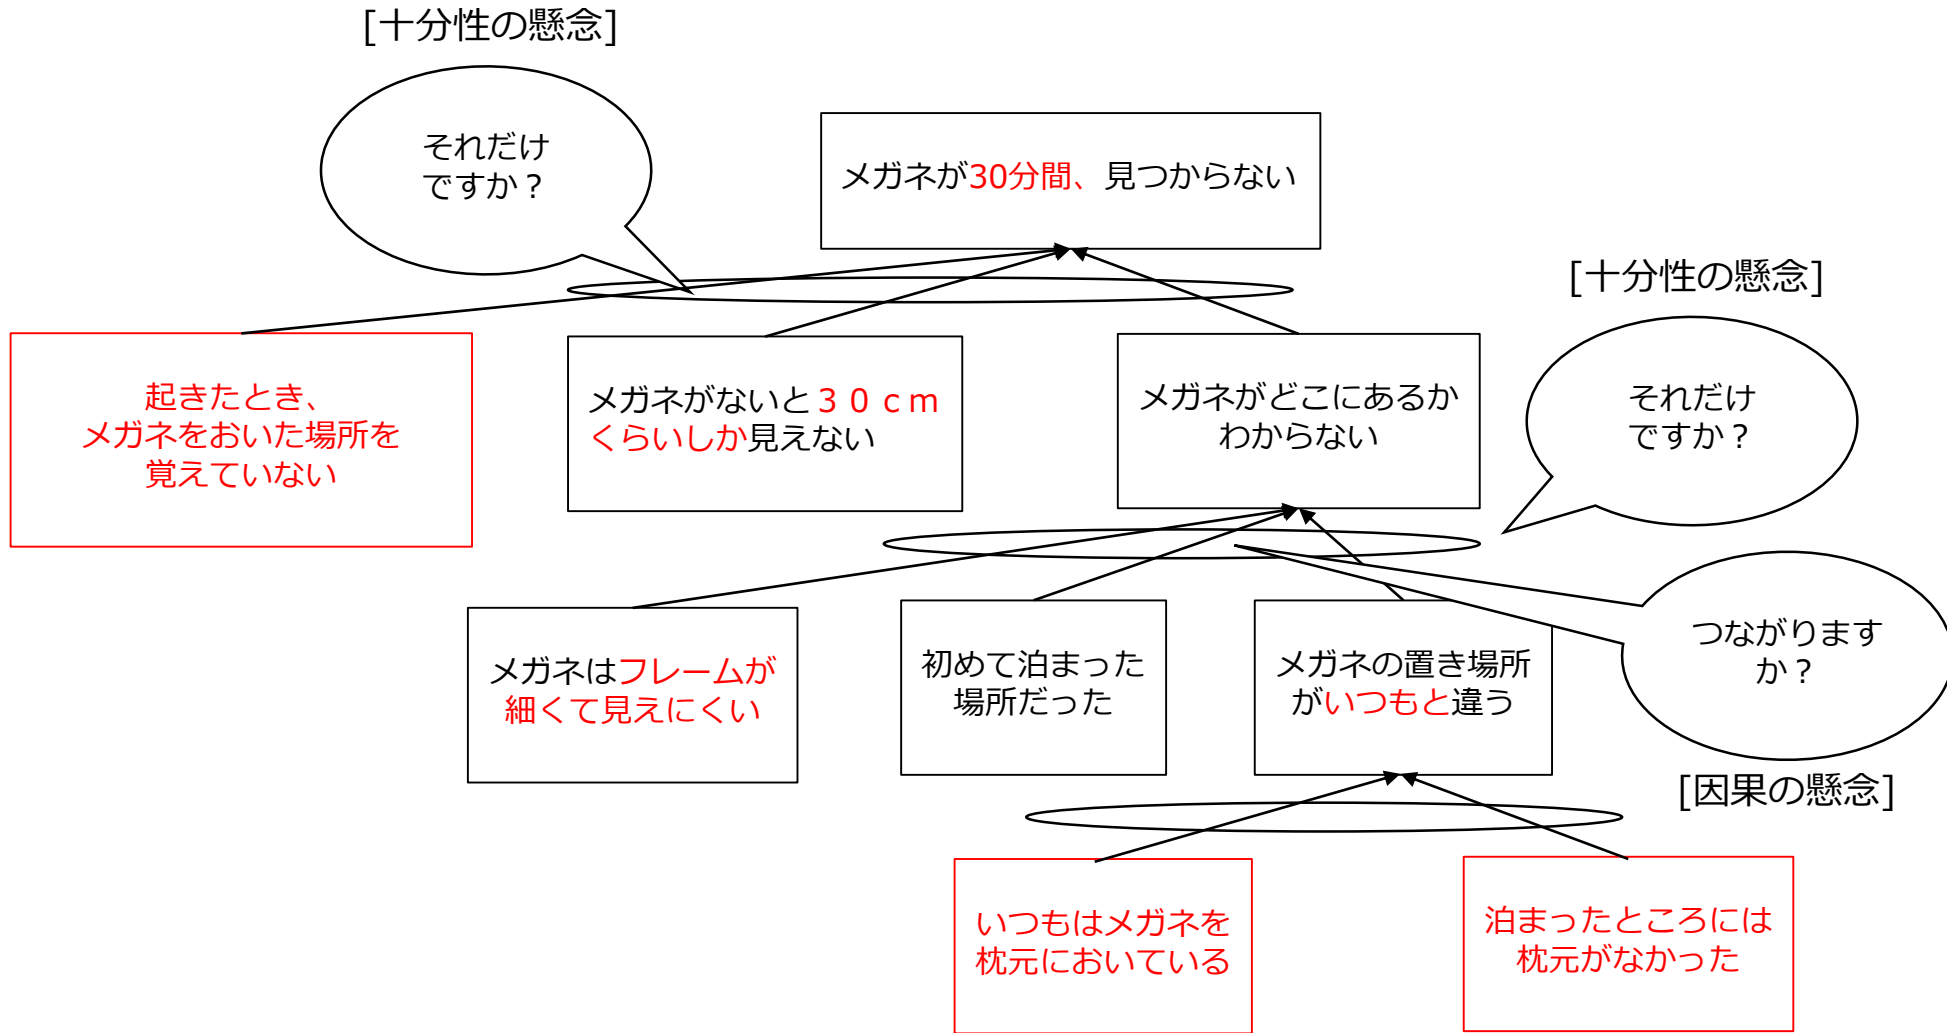 [十分性の懸念]
それだけ
ですか？
メガネが30分間、見つからない
[十分性の懸念]
それだけ
ですか？
起きたとき、
メガネをおいた場所を
覚えていない
メガネがないと３０ｃｍ
くらいしか見えない
メガネがどこにあるか
わからない
つながります
か？
[因果の懸念]
メガネはフレームが
細くて見えにくい
初めて泊まった
場所だった
メガネの置き場所
がいつもと違う
いつもはメガネを
枕元においている
泊まったところには
枕元がなかった